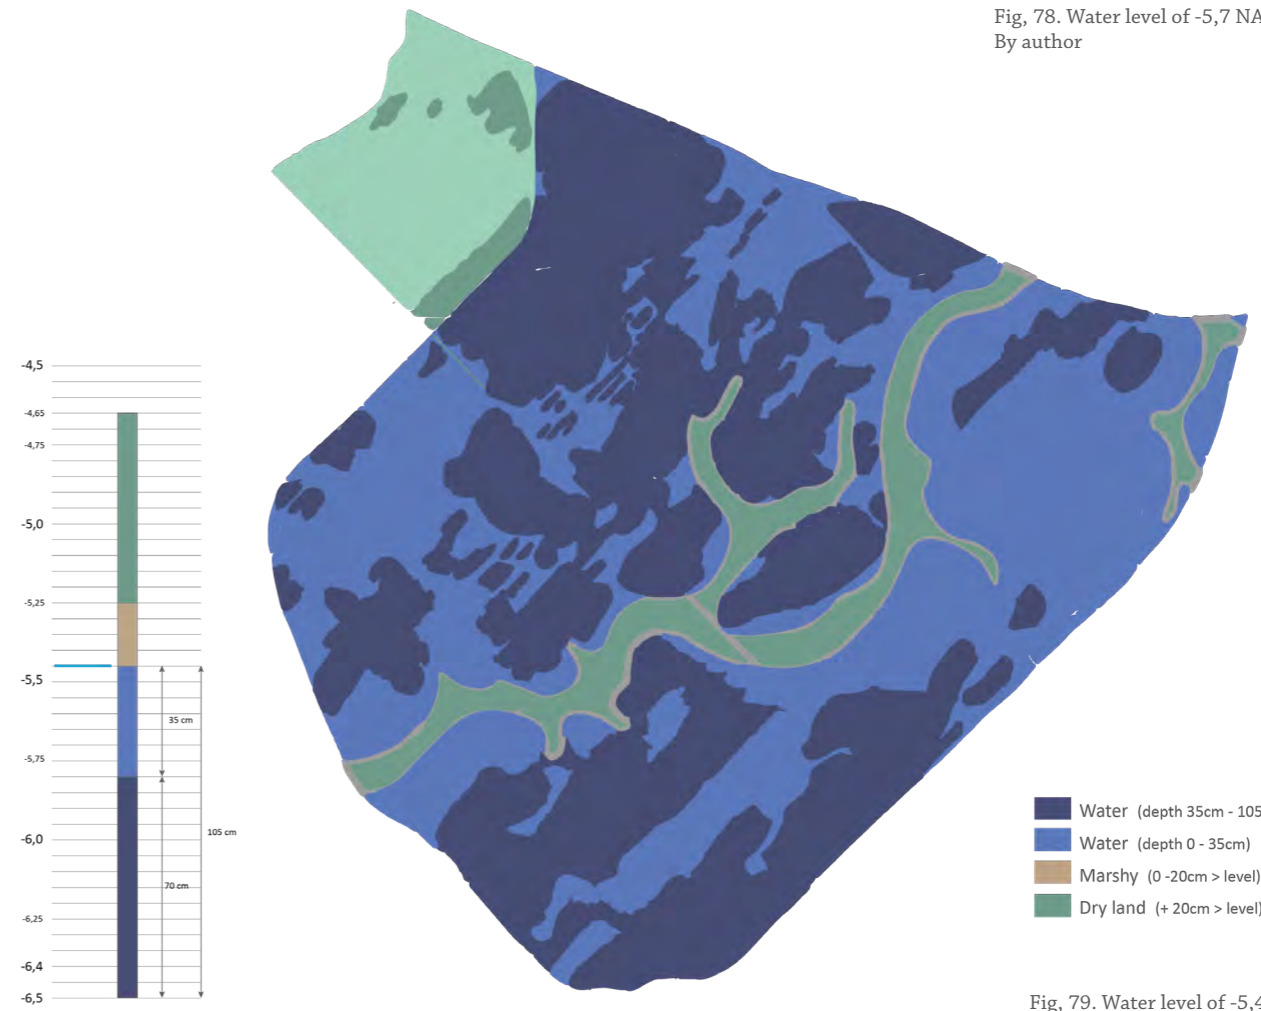 Fig, 78. Water level of -5,7 NA
By author
-4,5
-4,65
-4,75
-5,0
-5,25
-5,5
-5,75
-6,0
-6,25
-6,4
-6,5
35 cm
105 cm
70 cm
Water (depth 35cm - 105
Water (depth 0 - 35cm)
Marshy (0 -20cm > level)
Dry land (+ 20cm > level)
Fig, 79. Water level of -5,4